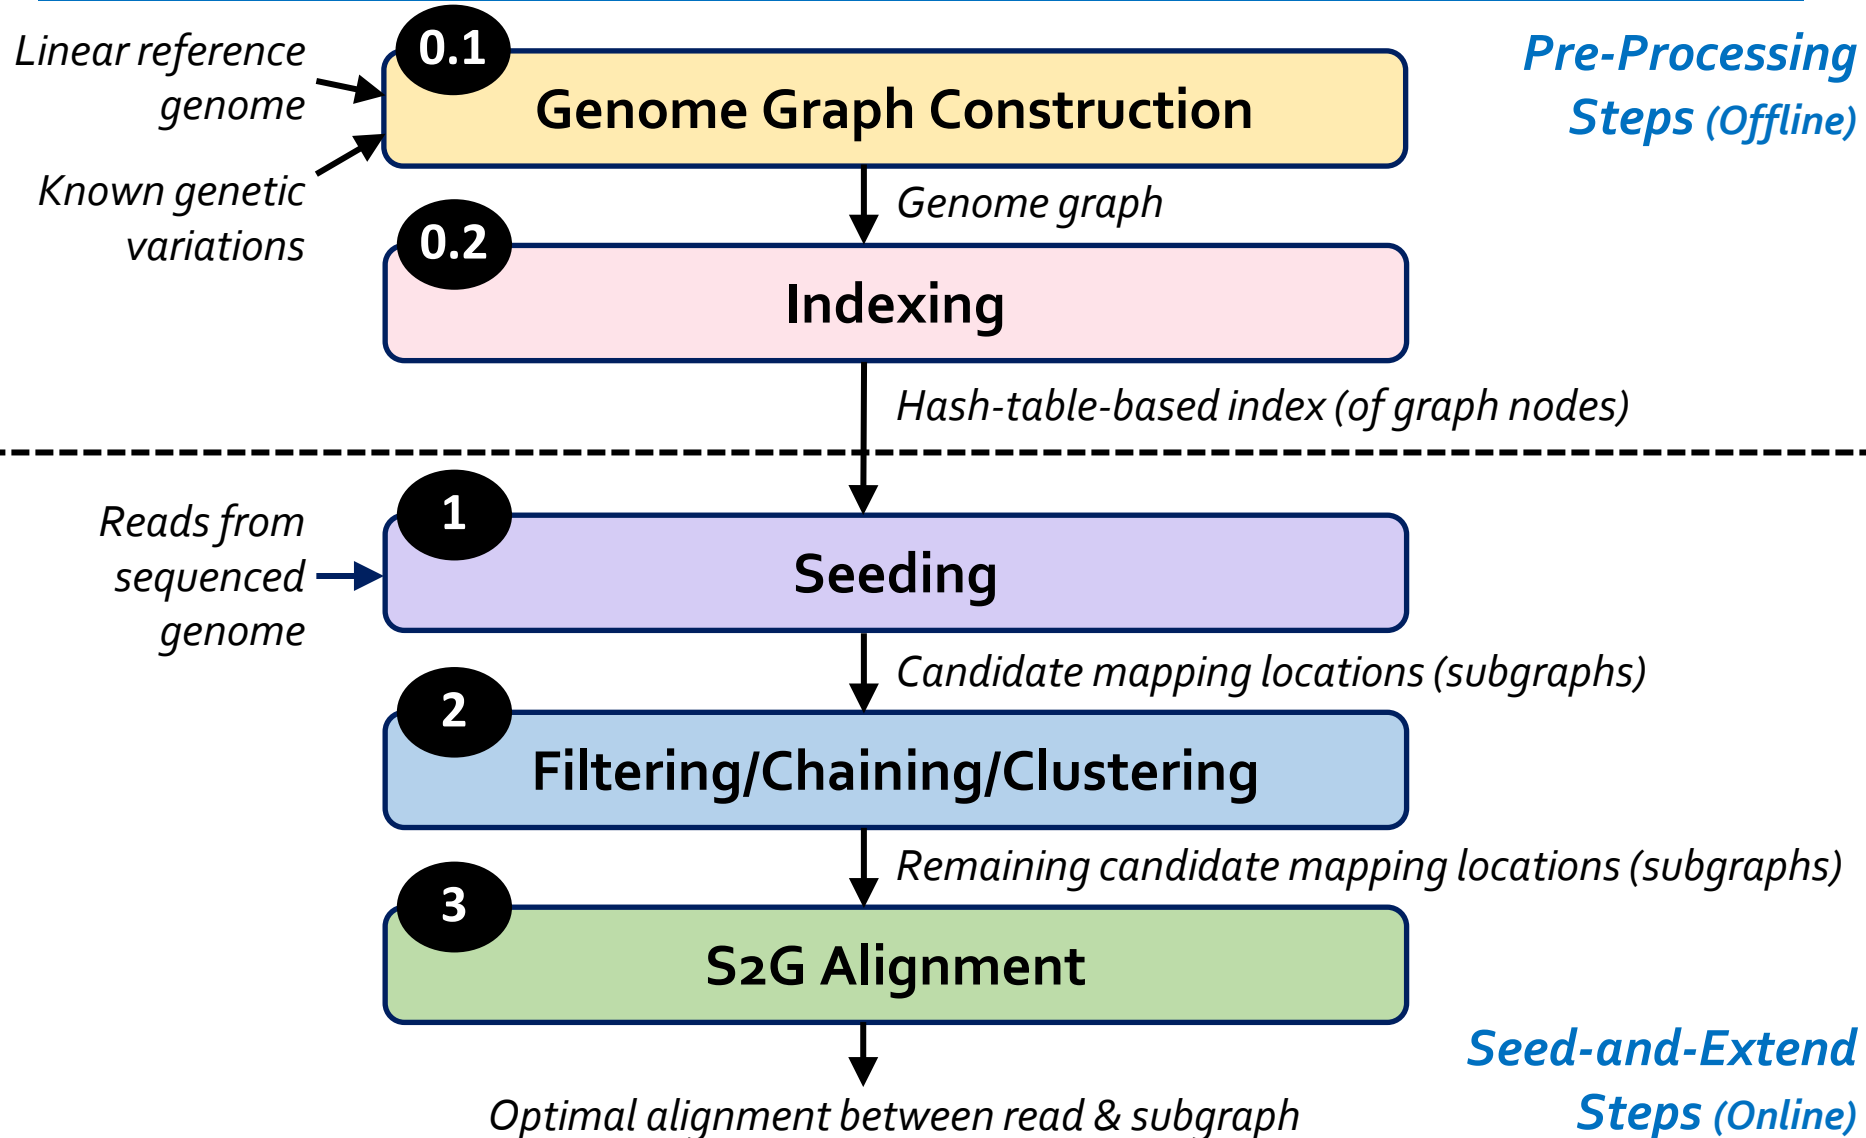 Linear reference
genome
0.1
Genome Graph Construction
Pre-Processing
Steps (Offline)
Known genetic
variations
Genome graph
0.2
Indexing
Hash-table-based index (of graph nodes)
Reads from
sequenced
genome
1
Seeding
Candidate mapping locations (subgraphs)
2
Filtering/Chaining/Clustering
Remaining candidate mapping locations (subgraphs)
3
S2G Alignment
Optimal alignment between read & subgraph
Seed-and-Extend
Steps (Online)